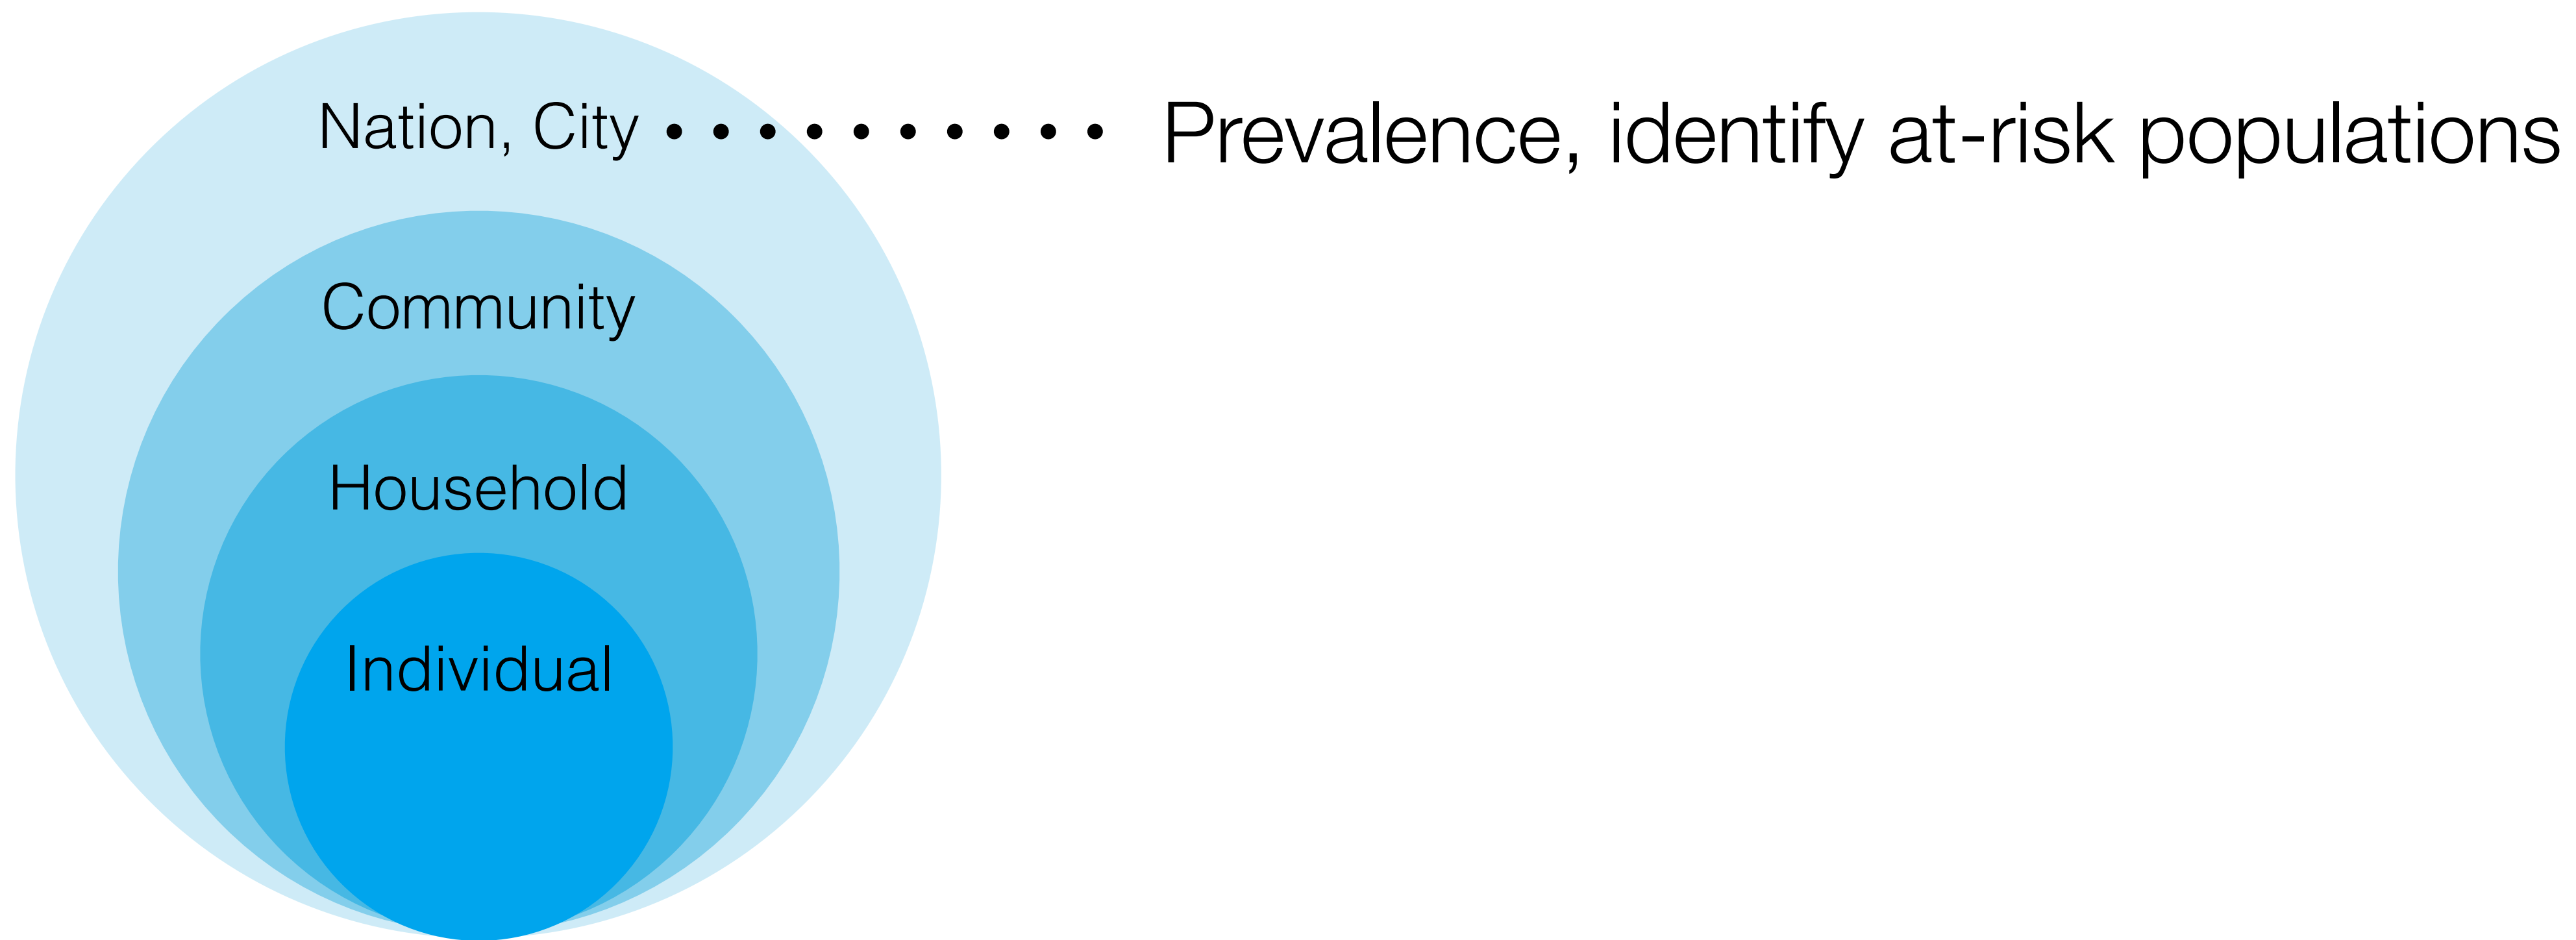 Nation, City
Prevalence, identify at-risk populations
Community
Household
Individual